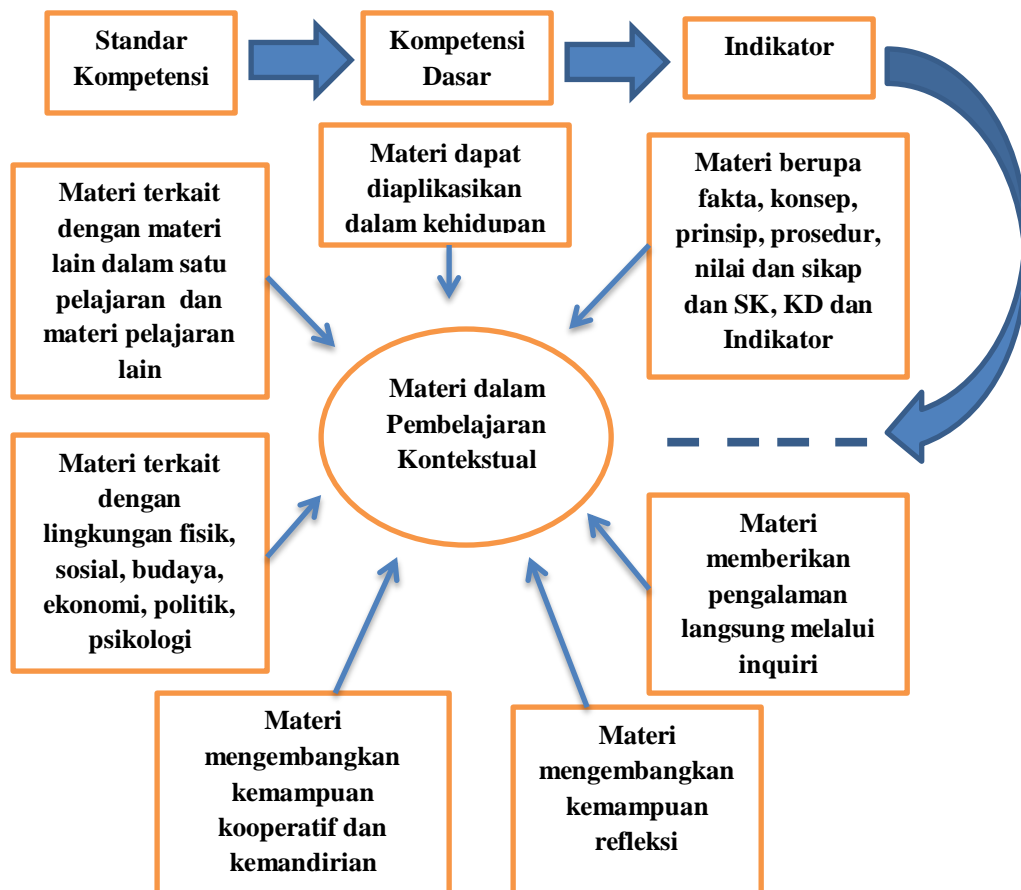 Standar
Kompetensi
Kompetensi
Dasar
Indikator
Materi dapat
diaplikasikan
dalam kehidupan
Materi berupa
fakta, konsep,
prinsip, prosedur,
nilai dan sikap
dan SK, KD dan
Indikator
Materi terkait
dengan materi
lain dalam satu
pelajaran dan
materi pelajaran
lain
Materi dalam
Pembelajaran
Kontekstual
Materi terkait
dengan
lingkungan fisik,
sosial, budaya,
ekonomi, politik,
psikologi
Materi
memberikan
pengalaman
langsung melalui
inquiri
Materi
mengembangkan
kemampuan
kooperatif dan
kemandirian
Materi
mengembangkan
kemampuan
refleksi